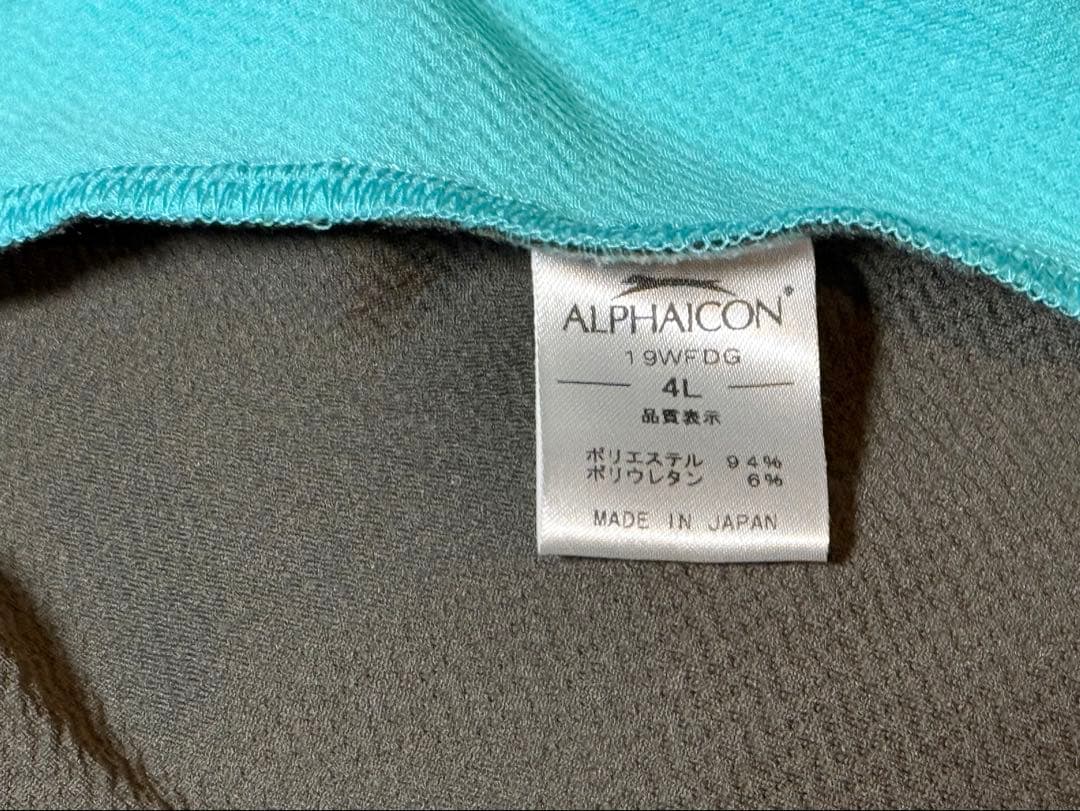 ALPHAICON®
19WFDG
4L
品質表示
ポリエステル 94%
ポリウレタン 6%
MADE IN JAPAN